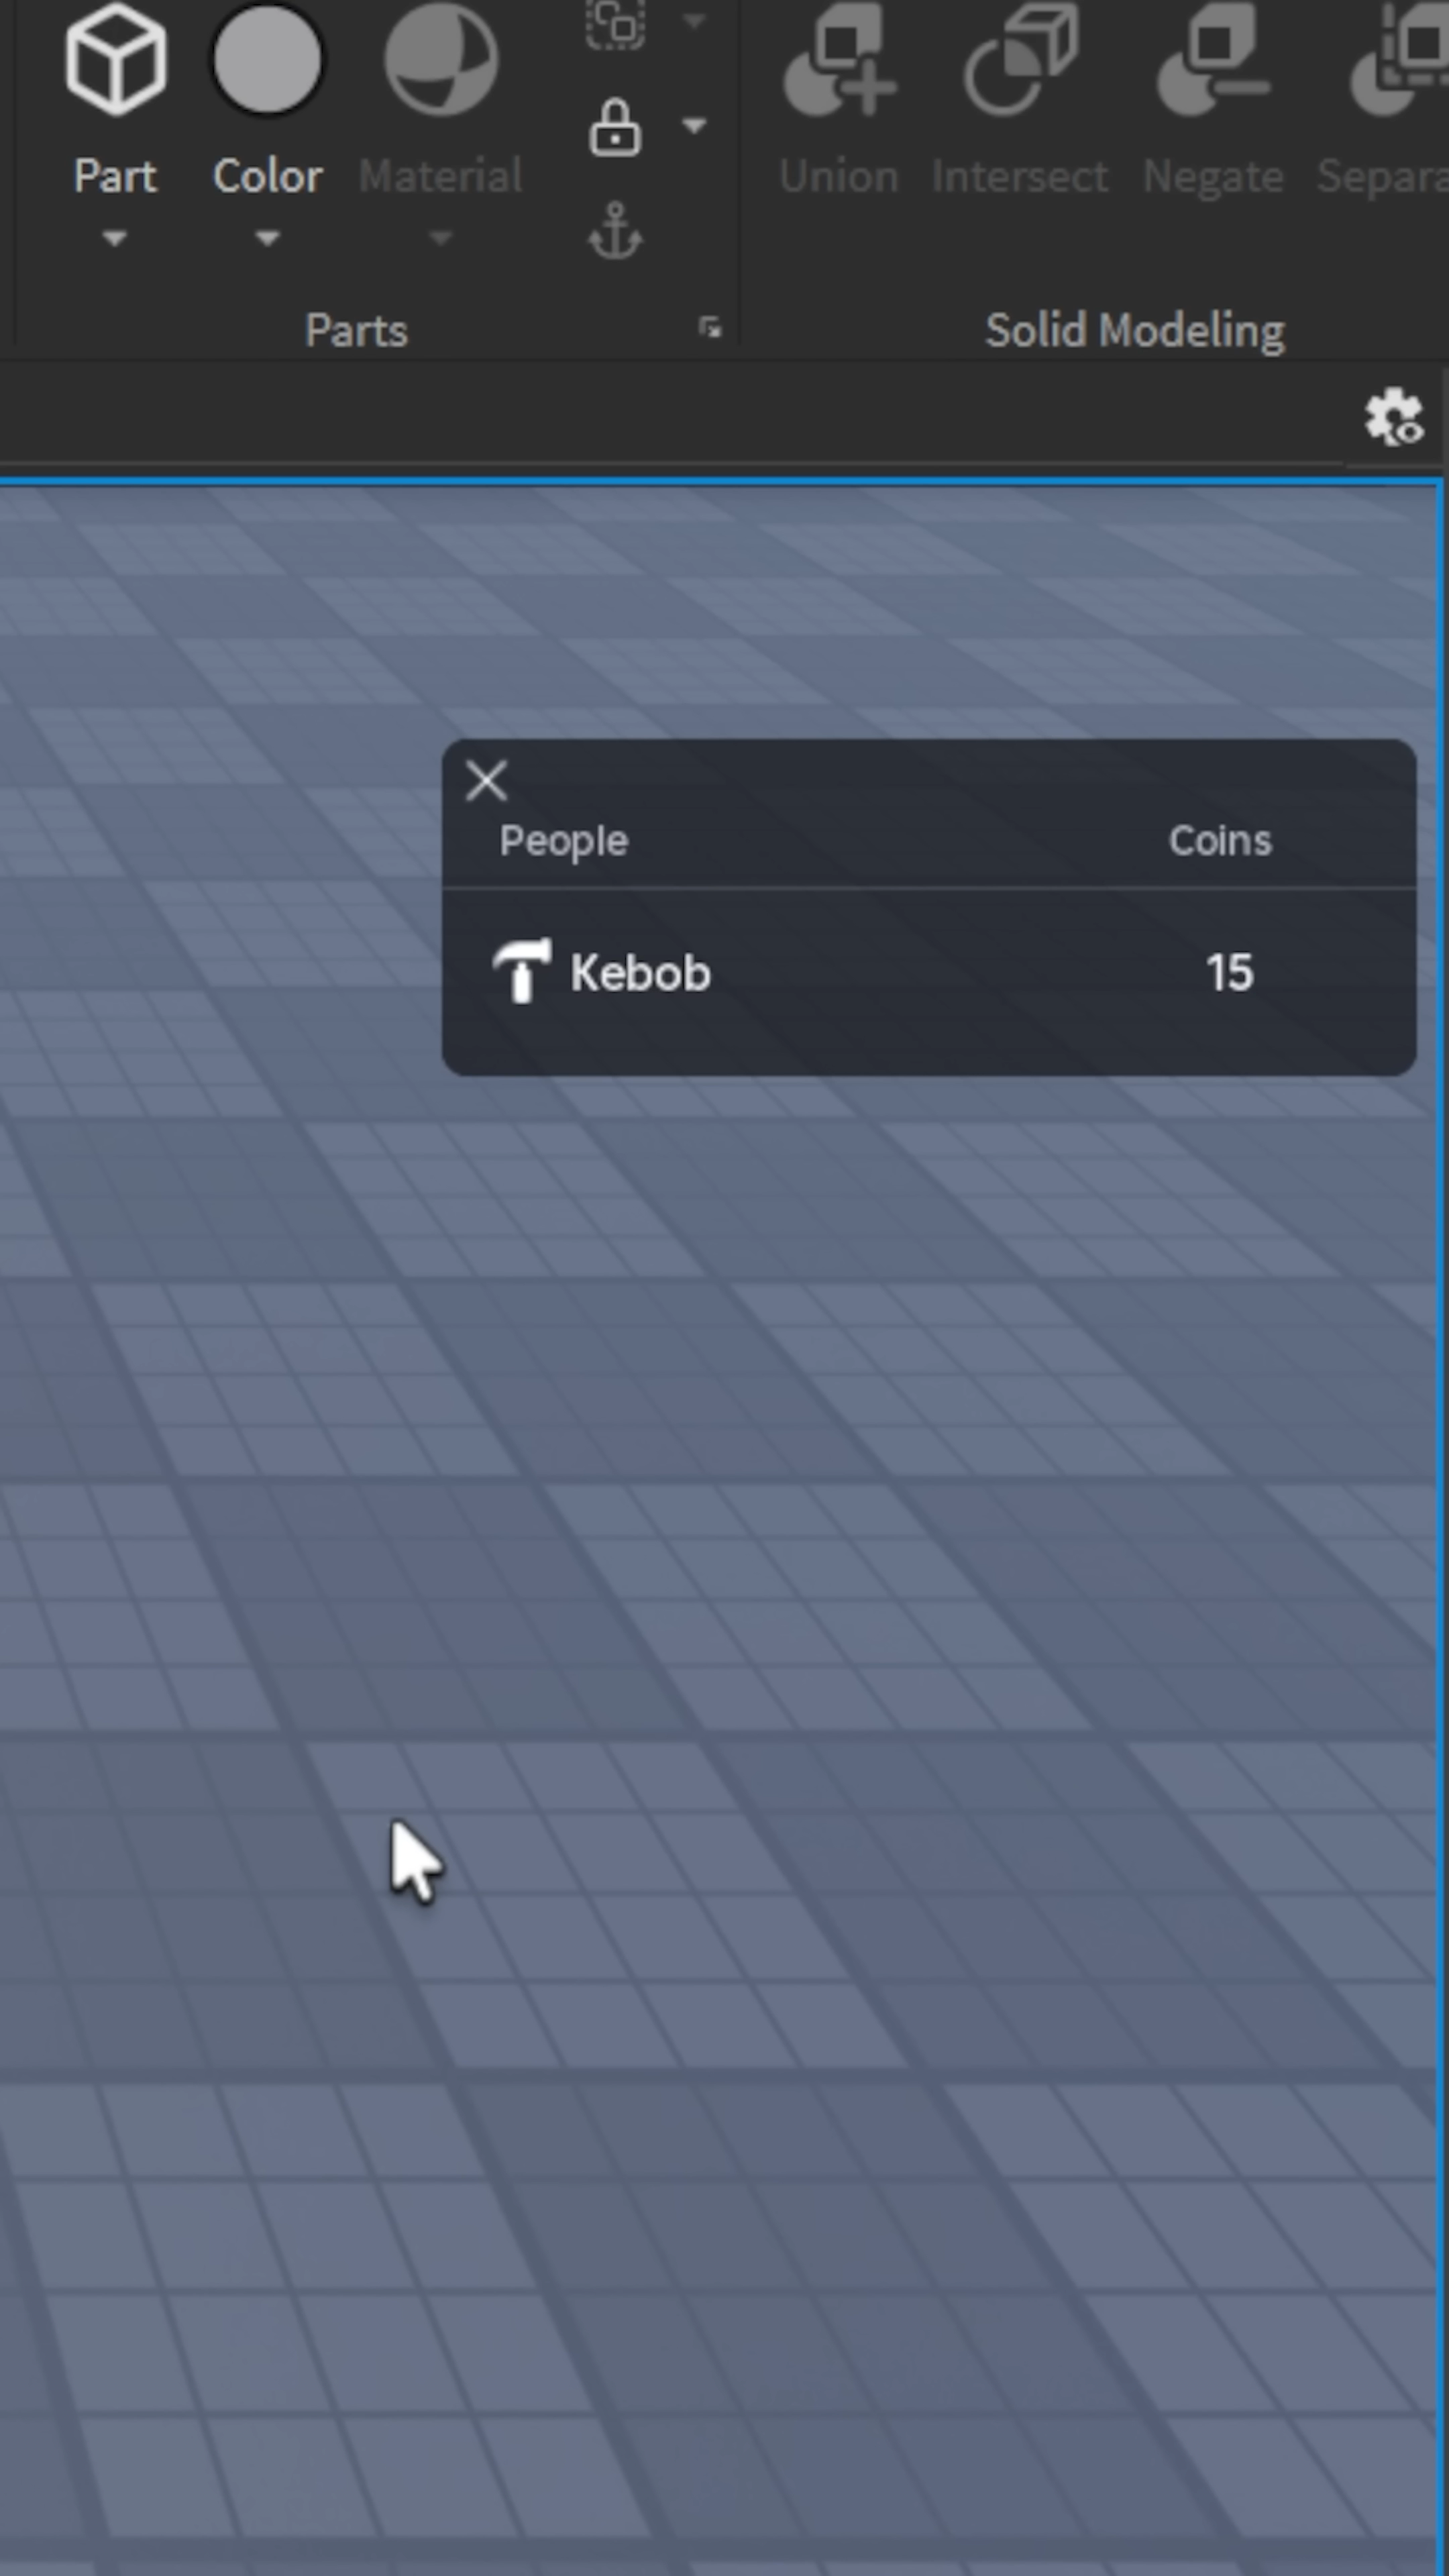 Part Color Material
Union Intersect Negate
Parts
Solid Modeling
People Coins
Kebob 15